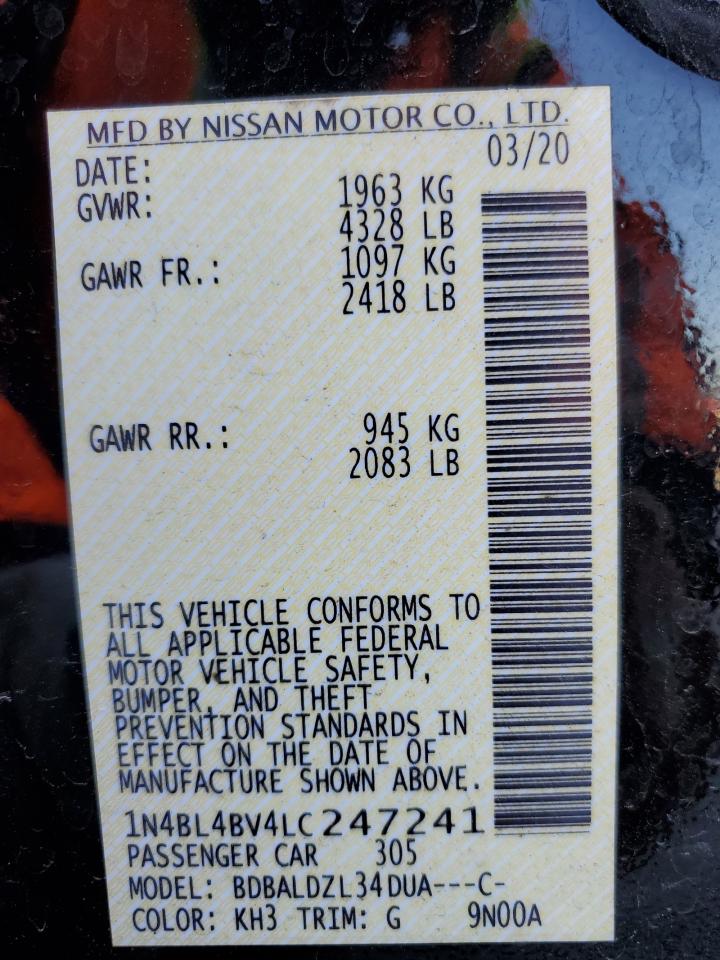 MFD BY NISSAN MOTOR CO., LTD.
DATE: 03/20
GVWR: 1963 KG
4328 LB
GAWR FR.: 1097 KG
2418 LB
GAWR RR.: 945 KG
2083 LB
THIS VEHICLE CONFORMS TO
ALL APPLICABLE FEDERAL
MOTOR VEHICLE SAFETY,
BUMPER, AND THEFT
PREVENTION STANDARDS IN
EFFECT ON THE DATE OF
MANUFACTURE SHOWN ABOVE.
1N4BL4BV4LC247241
PASSENGER CAR 305
MODEL: BDBALDZL34DUA---C-
COLOR: KH3 TRIM: G 9N00A